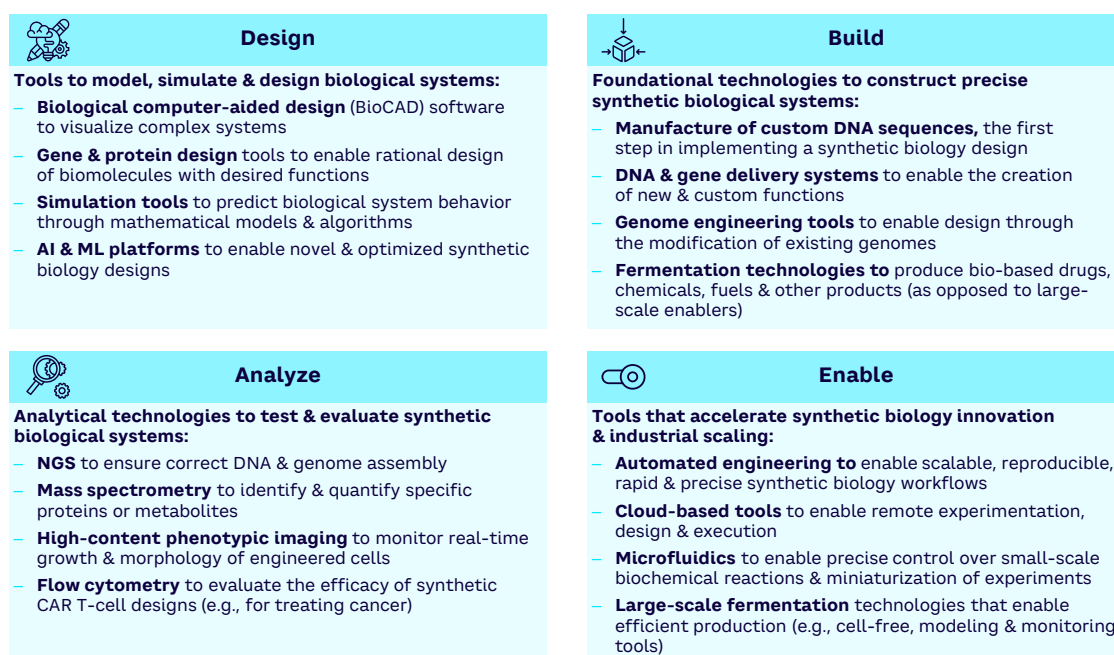 Design
Tools to model, simulate & design biological systems:
– Biological computer-aided design (BioCAD) software
to visualize complex systems
– Gene & protein design tools to enable rational design
of biomolecules with desired functions
– Simulation tools to predict biological system behavior
through mathematical models & algorithms
– AI & ML platforms to enable novel & optimized synthetic
biology designs
Build
Foundational technologies to construct precise
synthetic biological systems:
– Manufacture of custom DNA sequences, the first
step in implementing a synthetic biology design
– DNA & gene delivery systems to enable the creation
of new & custom functions
– Genome engineering tools to enable design through
the modification of existing genomes
– Fermentation technologies to produce bio-based drugs,
chemicals, fuels & other products (as opposed to large-
scale enablers)
Analyze
Analytical technologies to test & evaluate synthetic
biological systems:
– NGS to ensure correct DNA & genome assembly
– Mass spectrometry to identify & quantify specific
proteins or metabolites
– High-content phenotypic imaging to monitor real-time
growth & morphology of engineered cells
– Flow cytometry to evaluate the efficacy of synthetic
CAR T-cell designs (e.g., for treating cancer)
Enable
Tools that accelerate synthetic biology innovation
& industrial scaling:
– Automated engineering to enable scalable, reproducible,
rapid & precise synthetic biology workflows
– Cloud-based tools to enable remote experimentation,
design & execution
– Microfluidics to enable precise control over small-scale
biochemical reactions & miniaturization of experiments
– Large-scale fermentation technologies that enable
efficient production (e.g., cell-free, modeling & monitoring
tools)